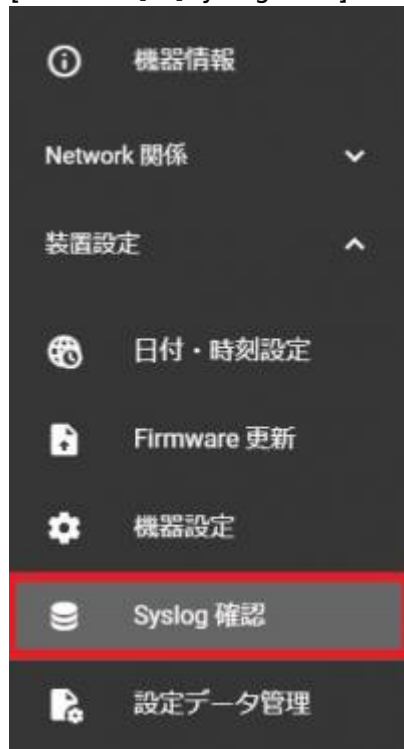 機器情報
Network 関係
装置設定
日付・時刻設定
Firmware 更新
機器設定
Syslog 確認
設定データ管理